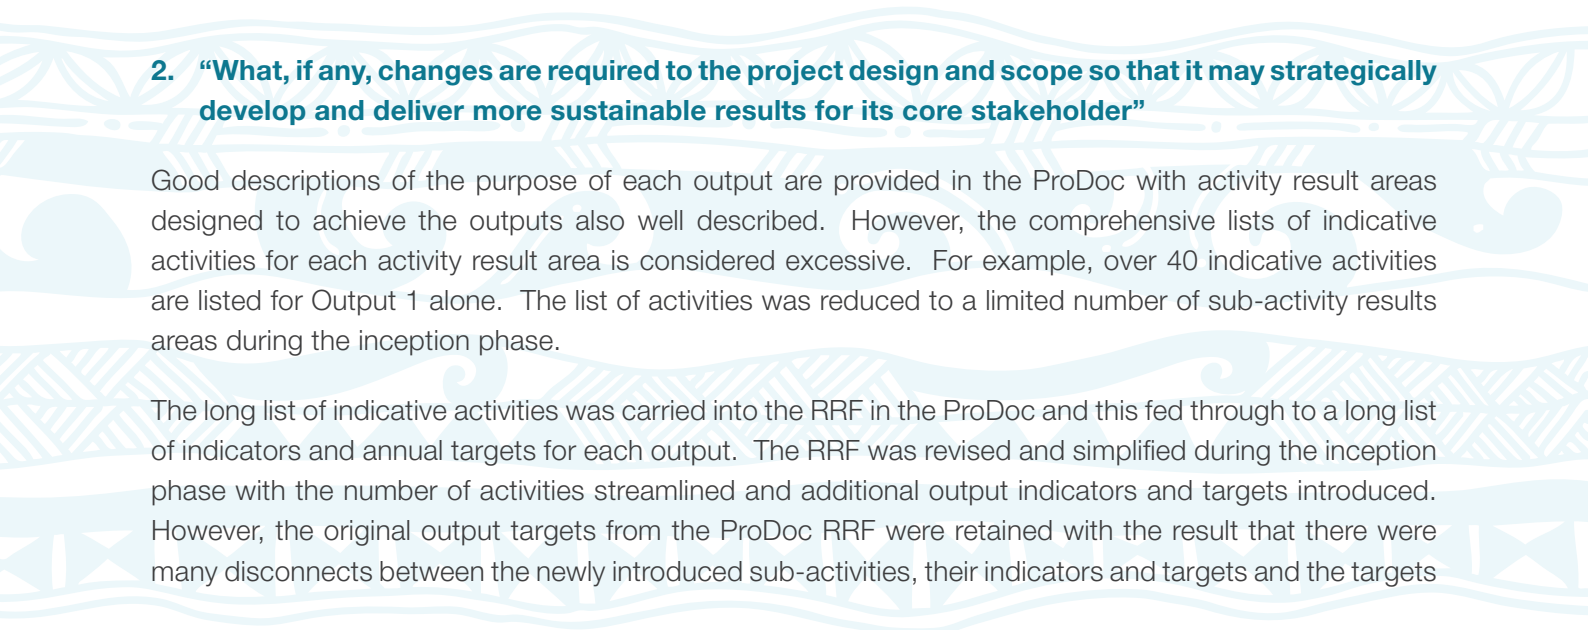 2. “What, if any, changes are required to the project design and scope so that it may strategically
develop and deliver more sustainable results for its core stakeholder”
Good descriptions of the purpose of each output are provided in the ProDoc with activity result areas
designed to achieve the outputs also well described. However, the comprehensive lists of indicative
activities for each activity result area is considered excessive. For example, over 40 indicative activities
are listed for Output 1 alone. The list of activities was reduced to a limited number of sub-activity results
areas during the inception phase.
The long list of indicative activities was carried into the RRF in the ProDoc and this fed through to a long list
of indicators and annual targets for each output. The RRF was revised and simplified during the inception
phase with the number of activities streamlined and additional output indicators and targets introduced.
However, the original output targets from the ProDoc RRF were retained with the result that there were
many disconnects between the newly introduced sub-activities, their indicators and targets and the targets